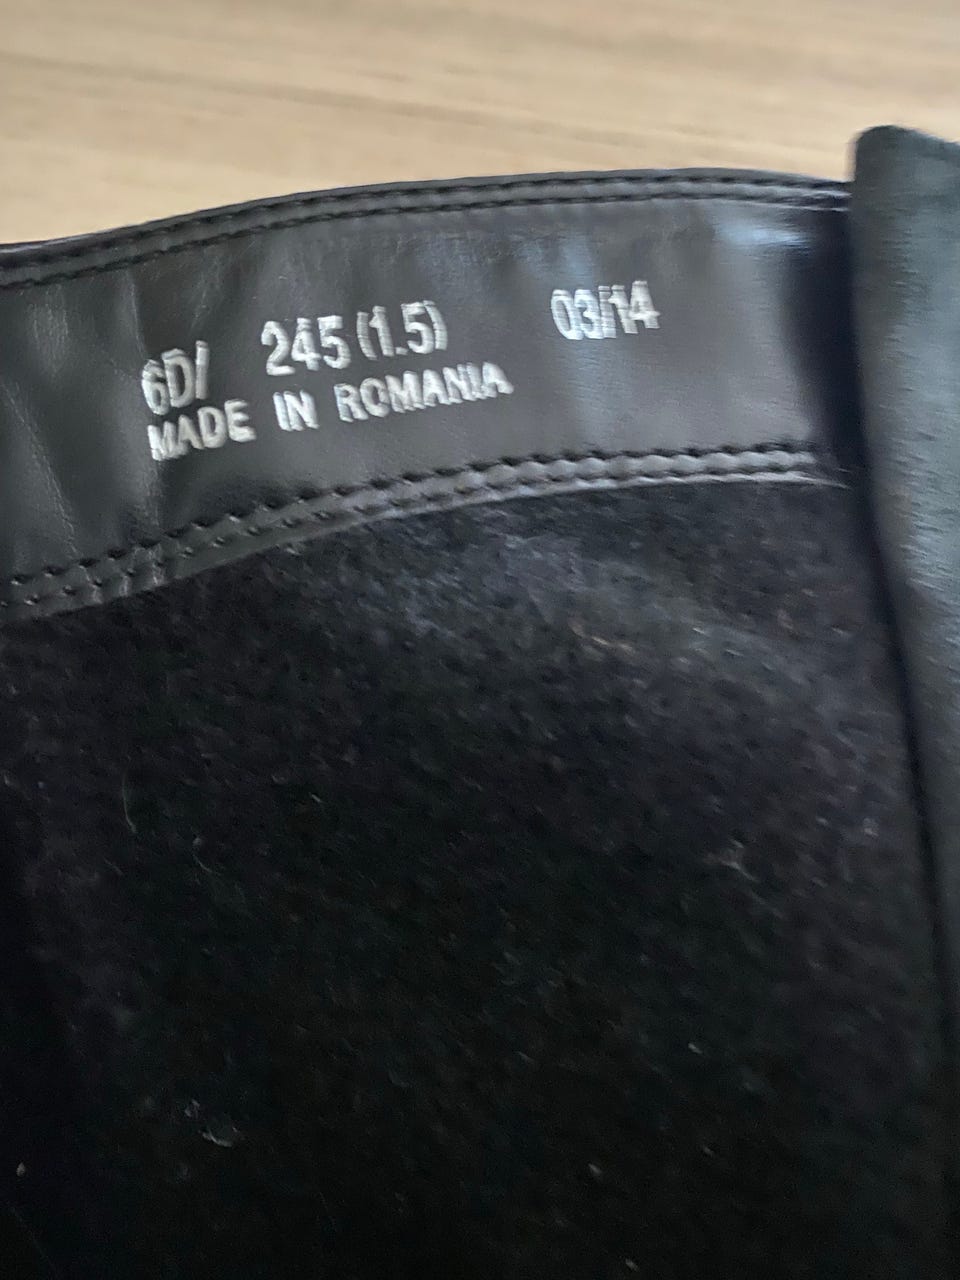 6D/ 245 (1.5) 03/14
MADE IN ROMANIA